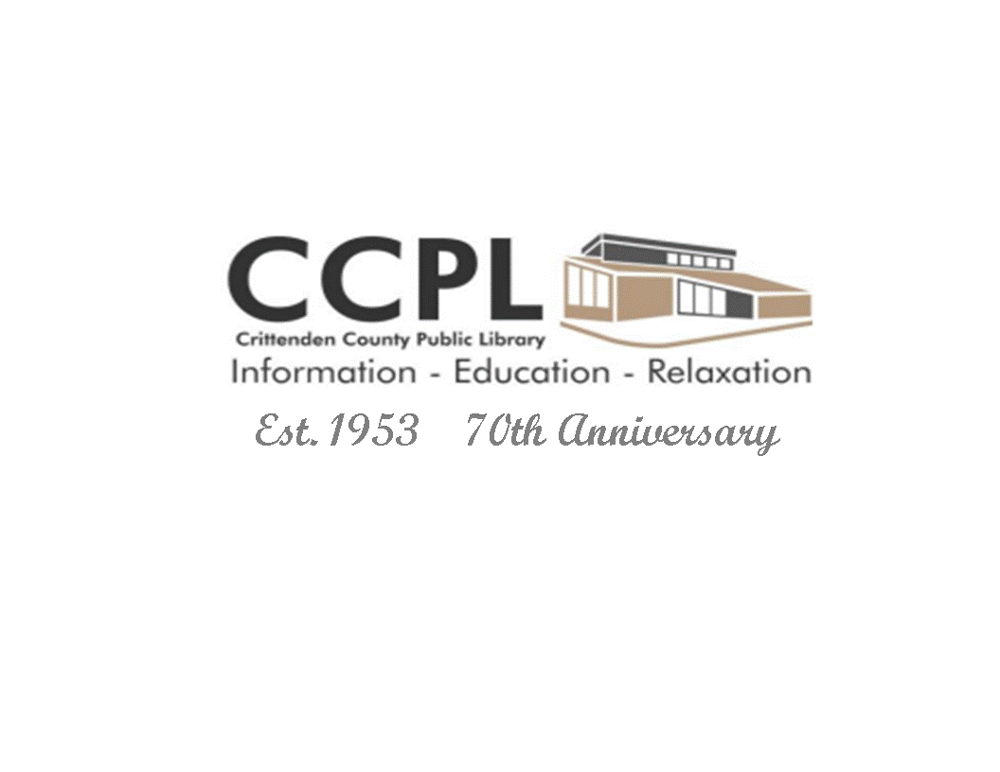 CCPL
Crittenden County Public Library
Information - Education - Relaxation
Est. 1953 70th Anniversary